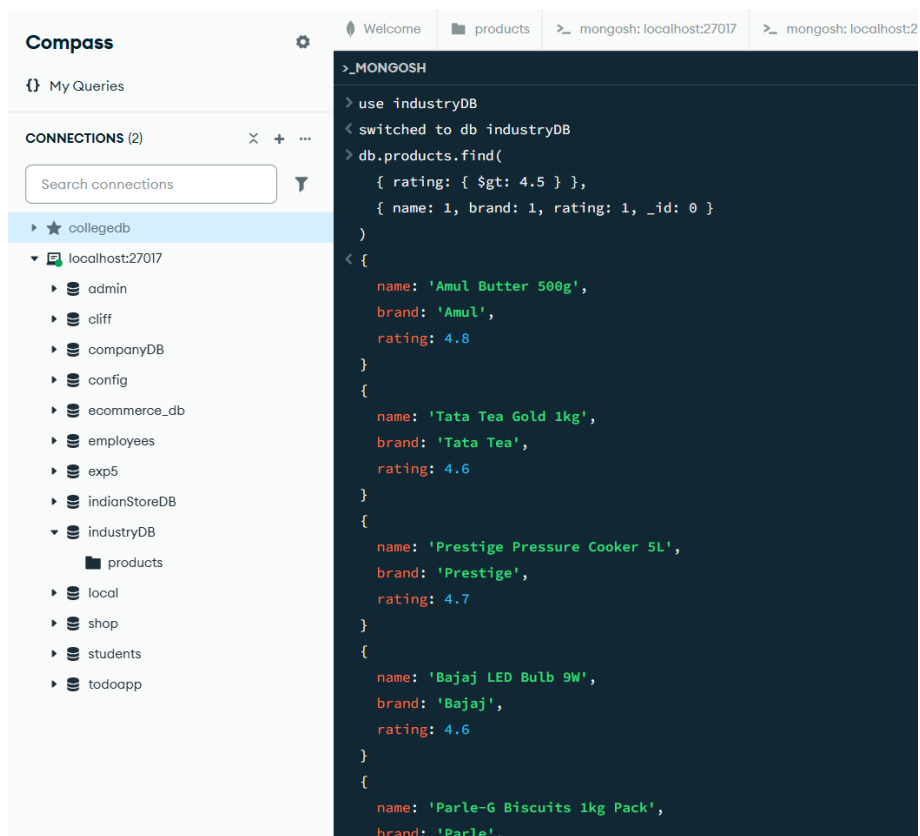 Compass
{} My Queries
CONNECTIONS (2)
Search connections
collegedb
localhost:27017
admin
cliff
companyDB
config
ecommerce_db
employees
exp5
indianStoreDB
industryDB
products
local
shop
students
todoapp
Welcome
products
>_ mongosh: localhost:27017
>_ mongosh: localhost:2
>_MONGOSH
> use industryDB
< switched to db industryDB
> db.products.find(
{ rating: { $gt: 4.5 } },
{ name: 1, brand: 1, rating: 1, _id: 0 }
)
< {
name: 'Amul Butter 500g',
brand: 'Amul',
rating: 4.8
}
{
name: 'Tata Tea Gold 1kg',
brand: 'Tata Tea',
rating: 4.6
}
{
name: 'Prestige Pressure Cooker 5L',
brand: 'Prestige',
rating: 4.7
}
{
name: 'Bajaj LED Bulb 9W',
brand: 'Bajaj',
rating: 4.6
}
{
name: 'Parle-G Biscuits 1kg Pack',
brand: 'Parle',